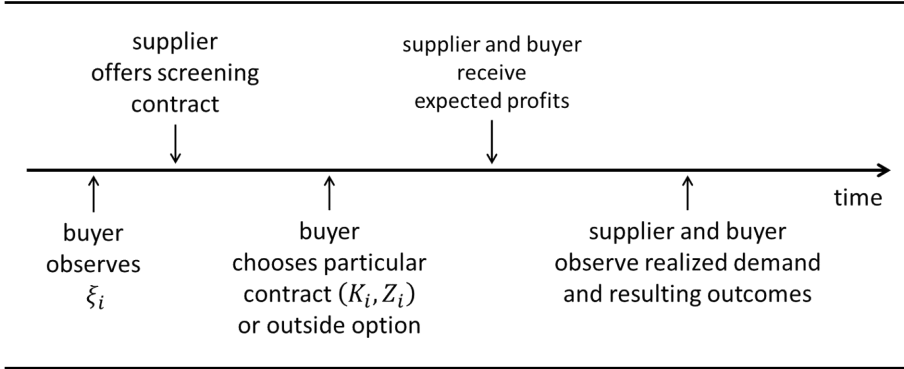 supplier
offers screening
contract
supplier and buyer
receive
expected profits
time
buyer
observes
ξᵢ
buyer
chooses particular
contract (Kᵢ, Zᵢ)
or outside option
supplier and buyer
observe realized demand
and resulting outcomes